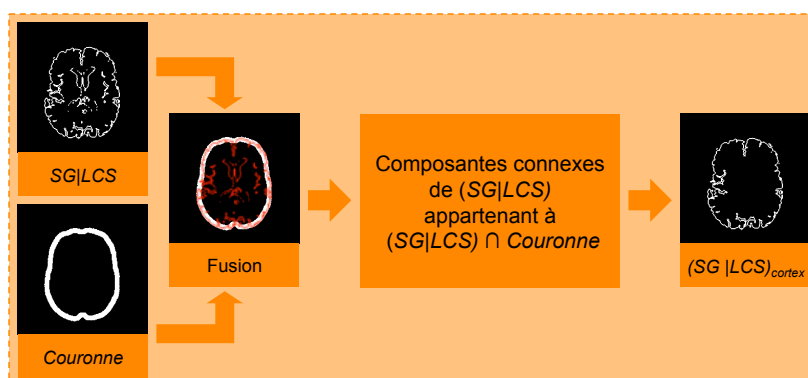 SG|LCS
Couronne
Fusion
Composantes connexes
de (SG|LCS)
appartenant à
(SG|LCS) ∩ Couronne
(SG |LCS)cortex